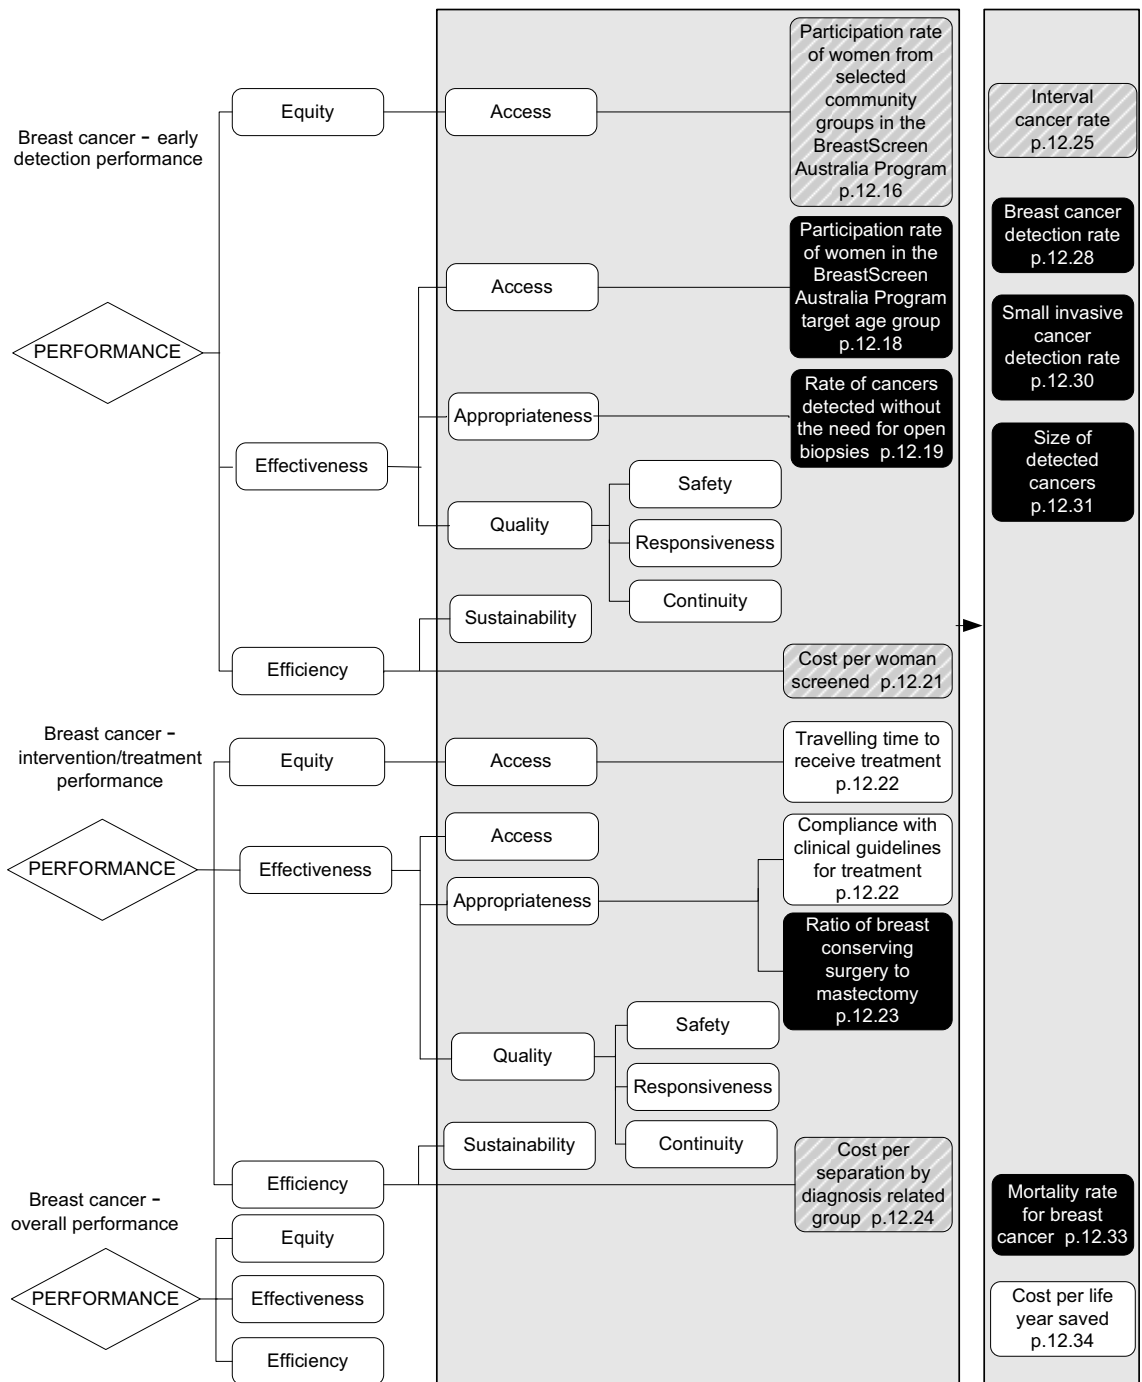 Breast cancer – early
detection performance
PERFORMANCE
Equity
Access
Participation rate
of women from
selected
community
groups in the
BreastScreen
Australia Program
p.12.16
Effectiveness
Access
Participation rate
of women in the
BreastScreen
Australia Program
target age group
p.12.18
Appropriateness
Rate of cancers
detected without
the need for open
biopsies p.12.19
Quality
Safety
Responsiveness
Continuity
Efficiency
Sustainability
Cost per woman
screened p.12.21
Interval
cancer rate
p.12.25
Breast cancer
detection rate
p.12.28
Small invasive
cancer
detection rate
p.12.30
Size of
detected
cancers
p.12.31
Breast cancer –
intervention/treatment
performance
PERFORMANCE
Equity
Access
Travelling time to
receive treatment
p.12.22
Effectiveness
Access
Appropriateness
Compliance with
clinical guidelines
for treatment
p.12.22
Ratio of breast
conserving
surgery to
mastectomy
p.12.23
Quality
Safety
Responsiveness
Continuity
Efficiency
Sustainability
Cost per
separation by
diagnosis related
group p.12.24
Breast cancer –
overall performance
PERFORMANCE
Equity
Effectiveness
Efficiency
Mortality rate
for breast
cancer p.12.33
Cost per life
year saved
p.12.34